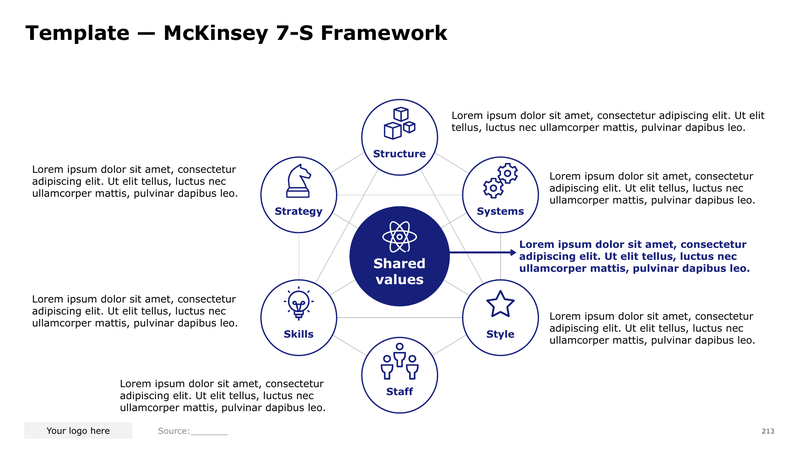 Template — McKinsey 7-S Framework
Structure
Lorem ipsum dolor sit amet, consectetur adipiscing elit. Ut elit
tellus, luctus nec ullamcorper mattis, pulvinar dapibus leo.
Lorem ipsum dolor sit amet, consectetur
adipiscing elit. Ut elit tellus, luctus nec
ullamcorper mattis, pulvinar dapibus leo.
Strategy
Systems
Lorem ipsum dolor sit amet, consectetur
adipiscing elit. Ut elit tellus, luctus nec
ullamcorper mattis, pulvinar dapibus leo.
Shared
values
Lorem ipsum dolor sit amet, consectetur
adipiscing elit. Ut elit tellus, luctus nec
ullamcorper mattis, pulvinar dapibus leo.
Lorem ipsum dolor sit amet, consectetur
adipiscing elit. Ut elit tellus, luctus nec
ullamcorper mattis, pulvinar dapibus leo.
Skills
Style
Lorem ipsum dolor sit amet, consectetur
adipiscing elit. Ut elit tellus, luctus nec
ullamcorper mattis, pulvinar dapibus leo.
Staff
Lorem ipsum dolor sit amet, consectetur
adipiscing elit. Ut elit tellus, luctus nec
ullamcorper mattis, pulvinar dapibus leo.
Your logo here
Source:_______
213